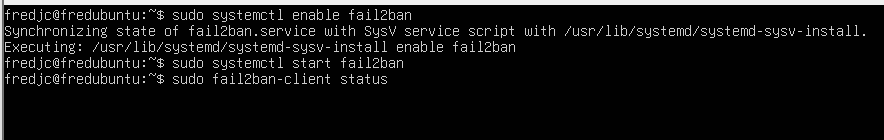 fredjc@fredubuntu:~$ sudo systemctl enable fail2ban
Synchronizing state of fail2ban.service with SysV service script with /usr/lib/systemd/systemd-sysv-install.
Executing: /usr/lib/systemd/systemd-sysv-install enable fail2ban
fredjc@fredubuntu:~$ sudo systemctl start fail2ban
fredjc@fredubuntu:~$ sudo fail2ban-client status